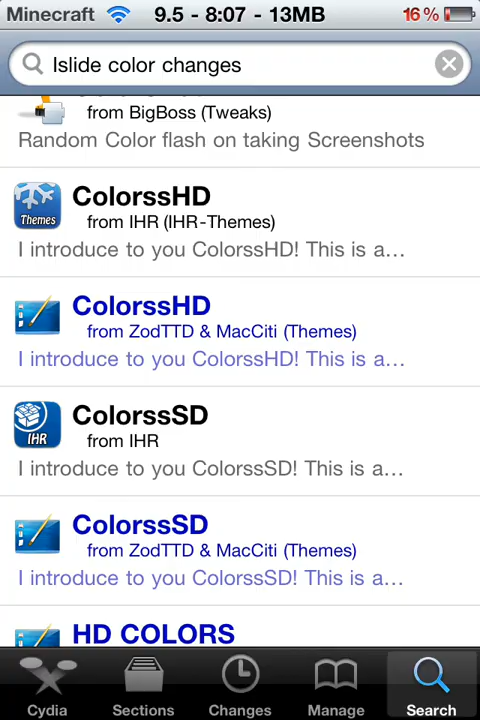 Minecraft 9.5 - 8:07 - 13MB 16 %
Islide color changes
from BigBoss (Tweaks)
Random Color flash on taking Screenshots
Themes
ColorssHD
from IHR (IHR-Themes)
I introduce to you ColorssHD! This is a...
ColorssHD
from ZodTTD & MacCiti (Themes)
I introduce to you ColorssHD! This is a...
IHR
ColorssSD
from IHR
I introduce to you ColorssSD! This is a...
ColorssSD
from ZodTTD & MacCiti (Themes)
I introduce to you ColorssSD! This is a...
HD COLORS
Cydia Sections Changes Manage Search